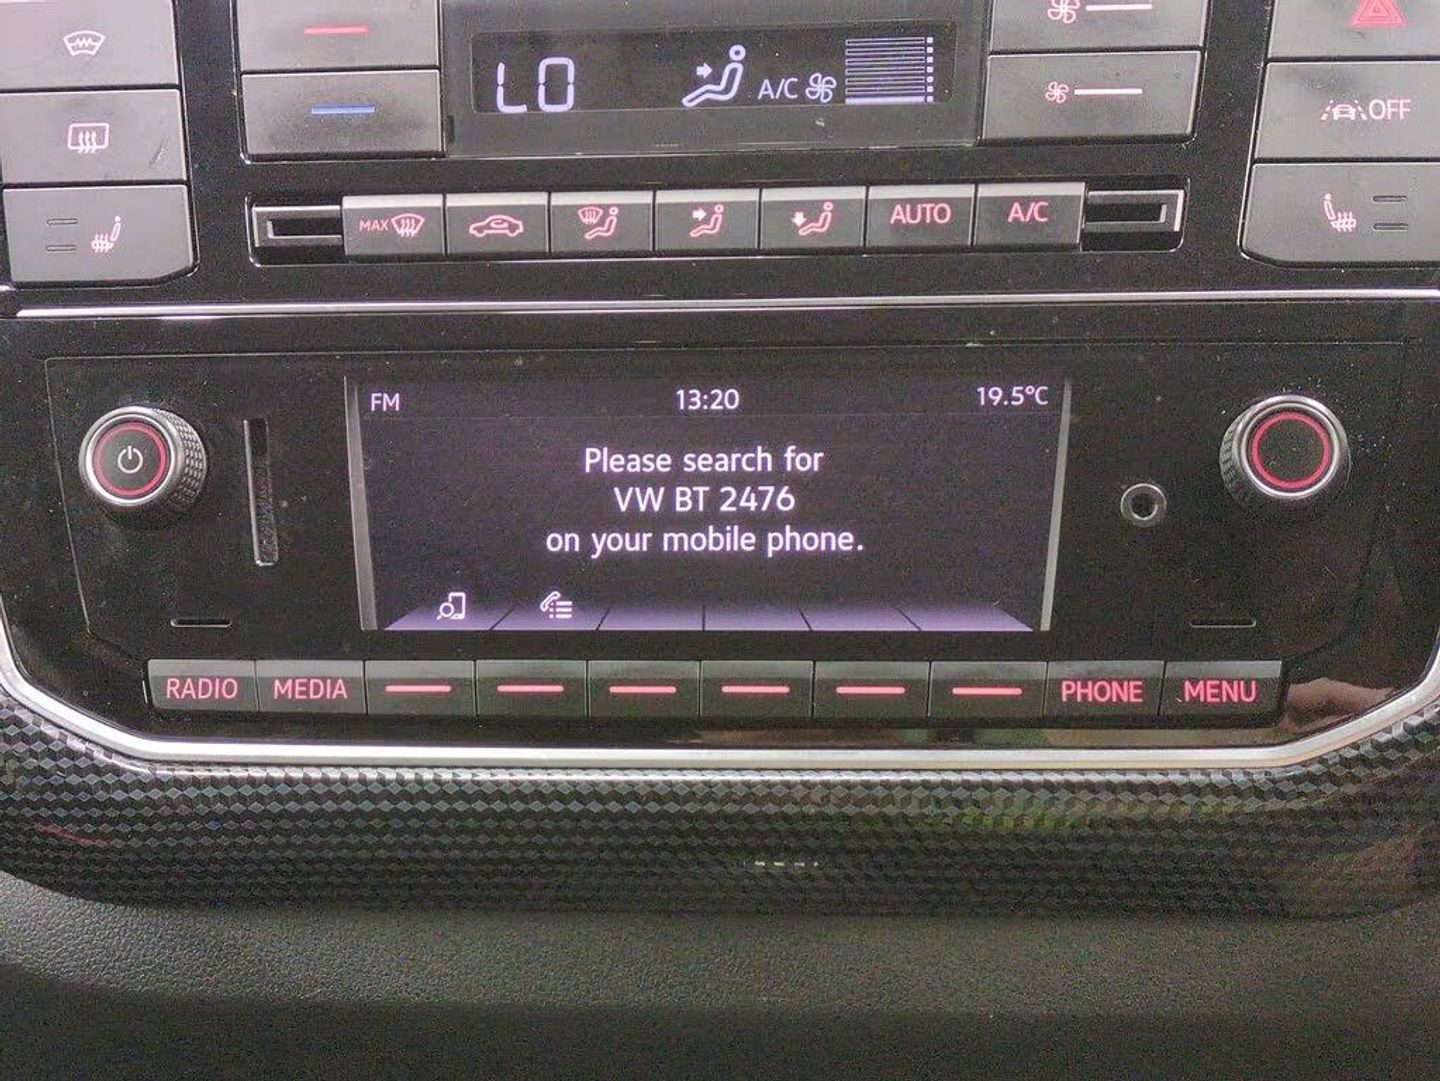 LO
A/C
OFF
MAX
AUTO
A/C
FM
13:20
19.5°C
Please search for
VW BT 2476
on your mobile phone.
RADIO
MEDIA
PHONE
MENU